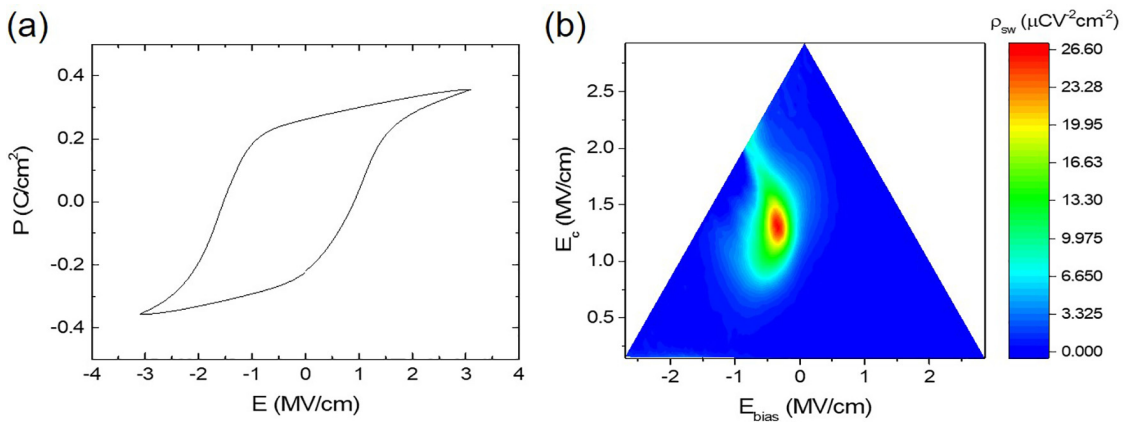 (a)
0.4
0.2
0.0
-0.2
-0.4
P (C/cm²)
-4 -3 -2 -1 0 1 2 3 4
E (MV/cm)
(b)
2.5
2.0
1.5
1.0
0.5
E_c (MV/cm)
-2 -1 0 1 2
E_bias (MV/cm)
ρ_sw (μCV⁻²cm⁻²)
26.60
23.28
19.95
16.63
13.30
9.975
6.650
3.325
0.000